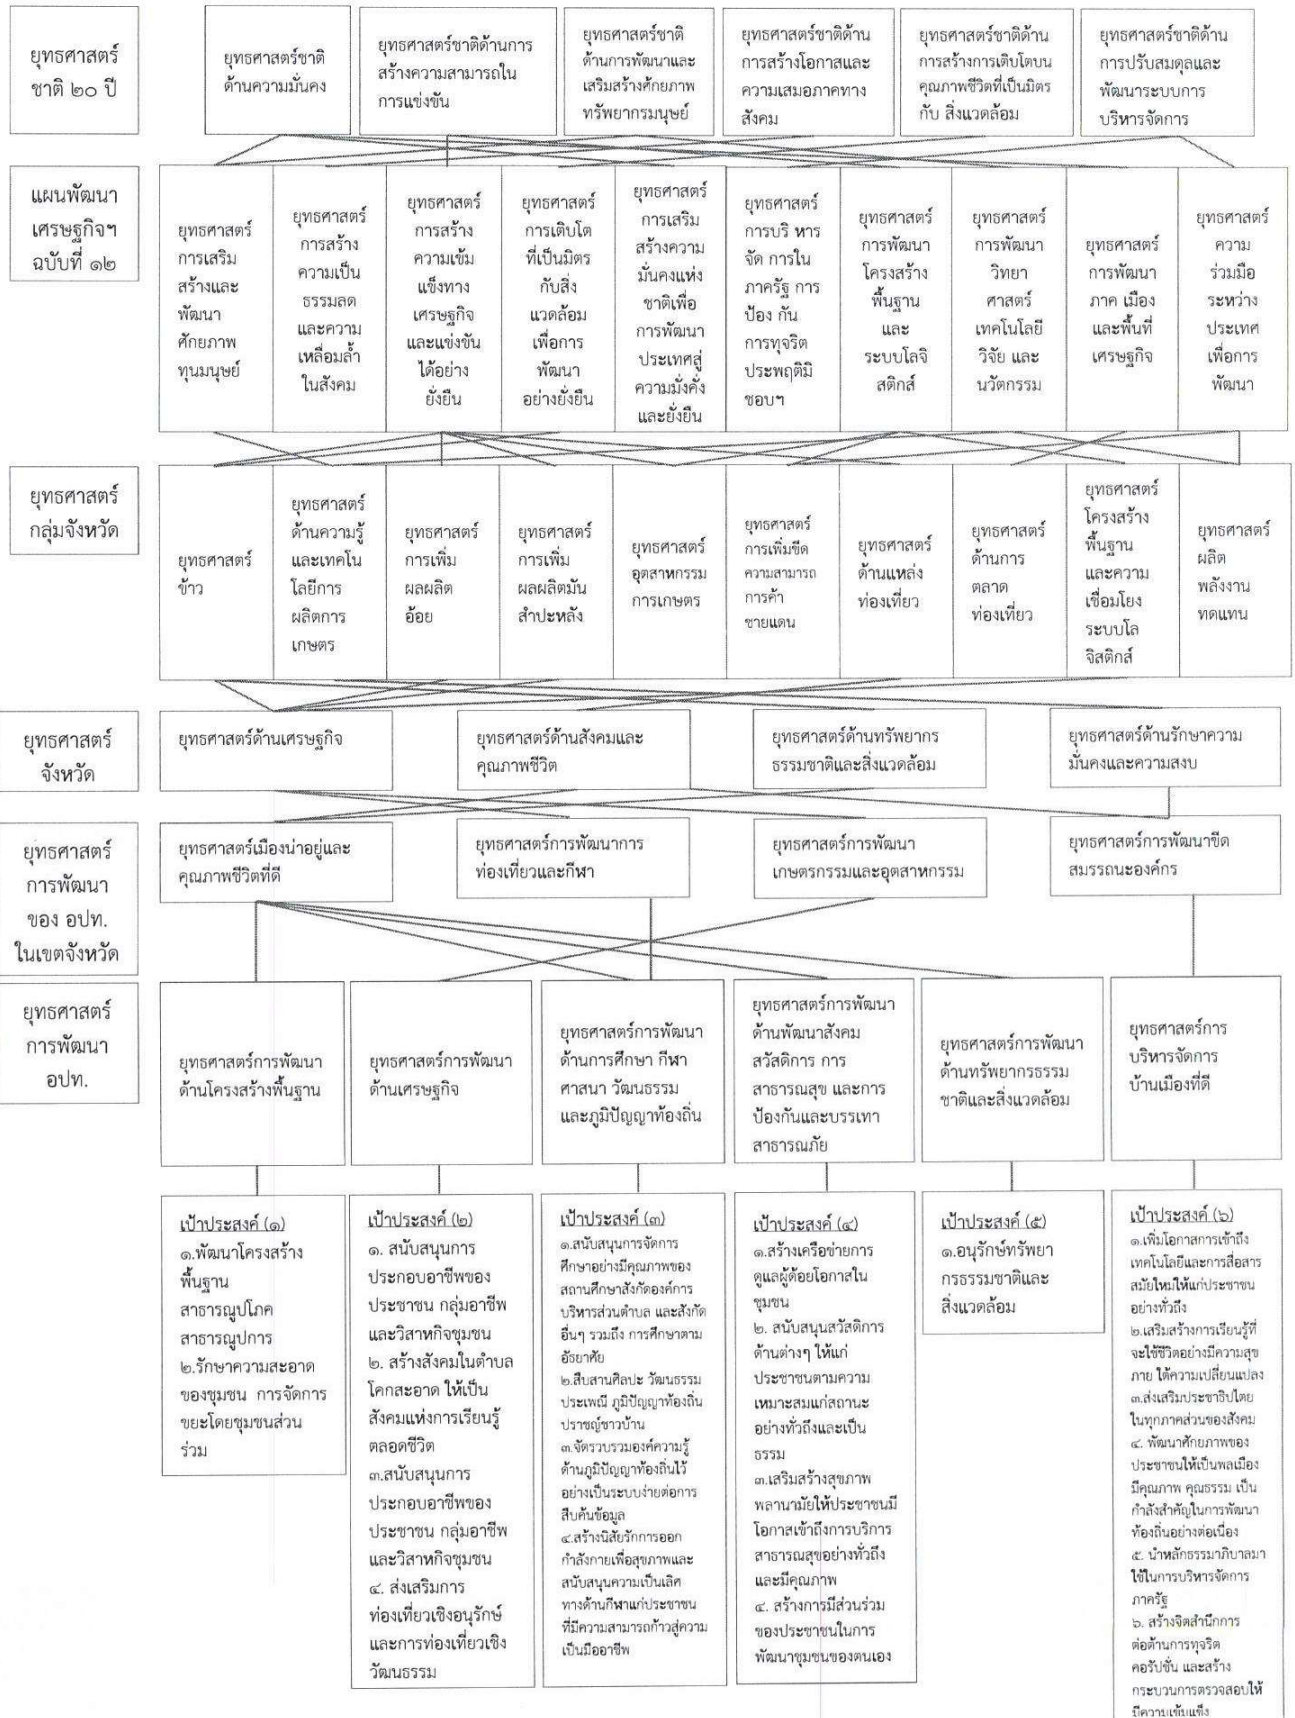 ยุทธศาสตร์
ชาติ ๒๐ ปี
ยุทธศาสตร์ชาติ
ด้านความมั่นคง
ยุทธศาสตร์ชาติด้านการ
สร้างความสามารถใน
การแข่งขัน
ยุทธศาสตร์ชาติ
ด้านการพัฒนาและ
เสริมสร้างศักยภาพ
ทรัพยากรมนุษย์
ยุทธศาสตร์ชาติด้าน
การสร้างโอกาสและ
ความเสมอภาคทาง
สังคม
ยุทธศาสตร์ชาติด้าน
การสร้างการเติบโตบน
คุณภาพชีวิตที่เป็นมิตร
กับ สิ่งแวดล้อม
ยุทธศาสตร์ชาติด้าน
การปรับสมดุลและ
พัฒนาระบบการ
บริหารจัดการ
แผนพัฒนา
เศรษฐกิจฯ
ฉบับที่ ๑๒
ยุทธศาสตร์
การเสริม
สร้างและ
พัฒนา
ศักยภาพ
ทุนมนุษย์
ยุทธศาสตร์
การสร้าง
ความเป็น
ธรรมลด
และความ
เหลื่อมล้ำ
ในสังคม
ยุทธศาสตร์
การสร้าง
ความเข้ม
แข็งทาง
เศรษฐกิจ
และแข่งขัน
ได้อย่าง
ยั่งยืน
ยุทธศาสตร์
การเติบโต
ที่เป็นมิตร
กับสิ่ง
แวดล้อม
เพื่อการ
พัฒนา
อย่างยั่งยืน
ยุทธศาสตร์
การเสริม
สร้างความ
มั่นคงแห่ง
ชาติเพื่อ
การพัฒนา
ประเทศสู่
ความมั่งคั่ง
และยั่งยืน
ยุทธศาสตร์
การบริ หาร
จัด การใน
ภาครัฐ การ
ป้อง กัน
การทุจริต
ประพฤติมิ
ชอบฯ
ยุทธศาสตร์
การพัฒนา
โครงสร้าง
พื้นฐาน
และ
ระบบโลจิ
สติกส์
ยุทธศาสตร์
การพัฒนา
วิทยา
ศาสตร์
เทคโนโลยี
วิจัย และ
นวัตกรรม
ยุทธศาสตร์
การพัฒนา
ภาค เมือง
และพื้นที่
เศรษฐกิจ
ยุทธศาสตร์
ความ
ร่วมมือ
ระหว่าง
ประเทศ
เพื่อการ
พัฒนา
ยุทธศาสตร์
กลุ่มจังหวัด
ยุทธศาสตร์
ข้าว
ยุทธศาสตร์
ด้านความรู้
และเทคโน
โลยีการ
ผลิตการ
เกษตร
ยุทธศาสตร์
การเพิ่ม
ผลผลิต
อ้อย
ยุทธศาสตร์
การเพิ่ม
ผลผลิตมัน
สำปะหลัง
ยุทธศาสตร์
อุตสาหกรรม
การเกษตร
ยุทธศาสตร์
การเพิ่มขีด
ความสามารถ
การค้า
ชายแดน
ยุทธศาสตร์
ด้านแหล่ง
ท่องเที่ยว
ยุทธศาสตร์
ด้านการ
ตลาด
ท่องเที่ยว
ยุทธศาสตร์
โครงสร้าง
พื้นฐาน
และความ
เชื่อมโยง
ระบบโล
จิสติกส์
ยุทธศาสตร์
ผลิต
พลังงาน
ทดแทน
ยุทธศาสตร์
จังหวัด
ยุทธศาสตร์ด้านเศรษฐกิจ
ยุทธศาสตร์ด้านสังคมและ
คุณภาพชีวิต
ยุทธศาสตร์ด้านทรัพยากร
ธรรมชาติและสิ่งแวดล้อม
ยุทธศาสตร์ด้านรักษาความ
มั่นคงและความสงบ
ยุทธศาสตร์
การพัฒนา
ของ อปท.
ในเขตจังหวัด
ยุทธศาสตร์เมืองน่าอยู่และ
คุณภาพชีวิตที่ดี
ยุทธศาสตร์การพัฒนาการ
ท่องเที่ยวและกีฬา
ยุทธศาสตร์การพัฒนา
เกษตรกรรมและอุตสาหกรรม
ยุทธศาสตร์การพัฒนาขีด
สมรรถนะองค์กร
ยุทธศาสตร์
การพัฒนา
อปท.
ยุทธศาสตร์การพัฒนา
ด้านโครงสร้างพื้นฐาน
ยุทธศาสตร์การพัฒนา
ด้านเศรษฐกิจ
ยุทธศาสตร์การพัฒนา
ด้านการศึกษา กีฬา
ศาสนา วัฒนธรรม
และภูมิปัญญาท้องถิ่น
ยุทธศาสตร์การพัฒนา
ด้านพัฒนาสังคม
สวัสดิการ การ
สาธารณสุข และการ
ป้องกันและบรรเทา
สาธารณภัย
ยุทธศาสตร์การพัฒนา
ด้านทรัพยากรธรรม
ชาติและสิ่งแวดล้อม
ยุทธศาสตร์การ
บริหารจัดการ
บ้านเมืองที่ดี
เป้าประสงค์ (๑)
๑.พัฒนาโครงสร้าง
พื้นฐาน
สาธารณูปโภค
สาธารณูปการ
๒.รักษาความสะอาด
ของชุมชน การจัดการ
ขยะโดยชุมชนส่วน
ร่วม
เป้าประสงค์ (๒)
๑. สนับสนุนการ
ประกอบอาชีพของ
ประชาชน กลุ่มอาชีพ
และวิสาหกิจชุมชน
๒. สร้างสังคมในตำบล
โคกสะอาด ให้เป็น
สังคมแห่งการเรียนรู้
ตลอดชีวิต
๓.สนับสนุนการ
ประกอบอาชีพของ
ประชาชน กลุ่มอาชีพ
และวิสาหกิจชุมชน
๔. ส่งเสริมการ
ท่องเที่ยวเชิงอนุรักษ์
และการท่องเที่ยวเชิง
วัฒนธรรม
เป้าประสงค์ (๓)
๑.สนับสนุนการจัดการ
ศึกษาอย่างมีคุณภาพของ
สถานศึกษาสังกัดองค์การ
บริหารส่วนตำบล และสังกัด
อื่นๆ รวมถึง การศึกษาตาม
อัธยาศัย
๒.สืบสานศิลปะ วัฒนธรรม
ประเพณี ภูมิปัญญาท้องถิ่น
ปราชญ์ชาวบ้าน
๓.จัดรวบรวมองค์ความรู้
ด้านภูมิปัญญาท้องถิ่นไว้
อย่างเป็นระบบง่ายต่อการ
สืบค้นข้อมูล
๔.สร้างนิสัยรักการออก
กำลังกายเพื่อสุขภาพและ
สนับสนุนความเป็นเลิศ
ทางด้านกีฬาแก่ประชาชน
ที่มีความสามารถก้าวสู่ความ
เป็นมืออาชีพ
เป้าประสงค์ (๔)
๑.สร้างเครือข่ายการ
ดูแลผู้ด้อยโอกาสใน
ชุมชน
๒. สนับสนุนสวัสดิการ
ด้านต่างๆ ให้แก่
ประชาชนตามความ
เหมาะสมแก่สถานะ
อย่างทั่วถึงและเป็น
ธรรม
๓.เสริมสร้างสุขภาพ
พลานามัยให้ประชาชนมี
โอกาสเข้าถึงการบริการ
สาธารณสุขอย่างทั่วถึง
และมีคุณภาพ
๔. สร้างการมีส่วนร่วม
ของประชาชนในการ
พัฒนาชุมชนของตนเอง
เป้าประสงค์ (๕)
๑.อนุรักษ์ทรัพยา
กรธรรมชาติและ
สิ่งแวดล้อม
เป้าประสงค์ (๖)
๑.เพิ่มโอกาสการเข้าถึง
เทคโนโลยีและการสื่อสาร
สมัยใหม่ให้แก่ประชาชน
อย่างทั่วถึง
๒.เสริมสร้างการเรียนรู้ที่
จะใช้ชีวิตอย่างมีความสุข
ภาย ใต้ความเปลี่ยนแปลง
๓.ส่งเสริมประชาธิปไตย
ในทุกภาคส่วนของสังคม
๔. พัฒนาศักยภาพของ
ประชาชนให้เป็นพลเมือง
มีคุณภาพ คุณธรรม เป็น
กำลังสำคัญในการพัฒนา
ท้องถิ่นอย่างต่อเนื่อง
๕. นำหลักธรรมาภิบาลมา
ใช้ในการบริหารจัดการ
ภาครัฐ
๖. สร้างจิตสำนึกการ
ต่อต้านการทุจริต
คอรัปชั่น และสร้าง
กระบวนการตรวจสอบให้
มีความเข้มแข็ง